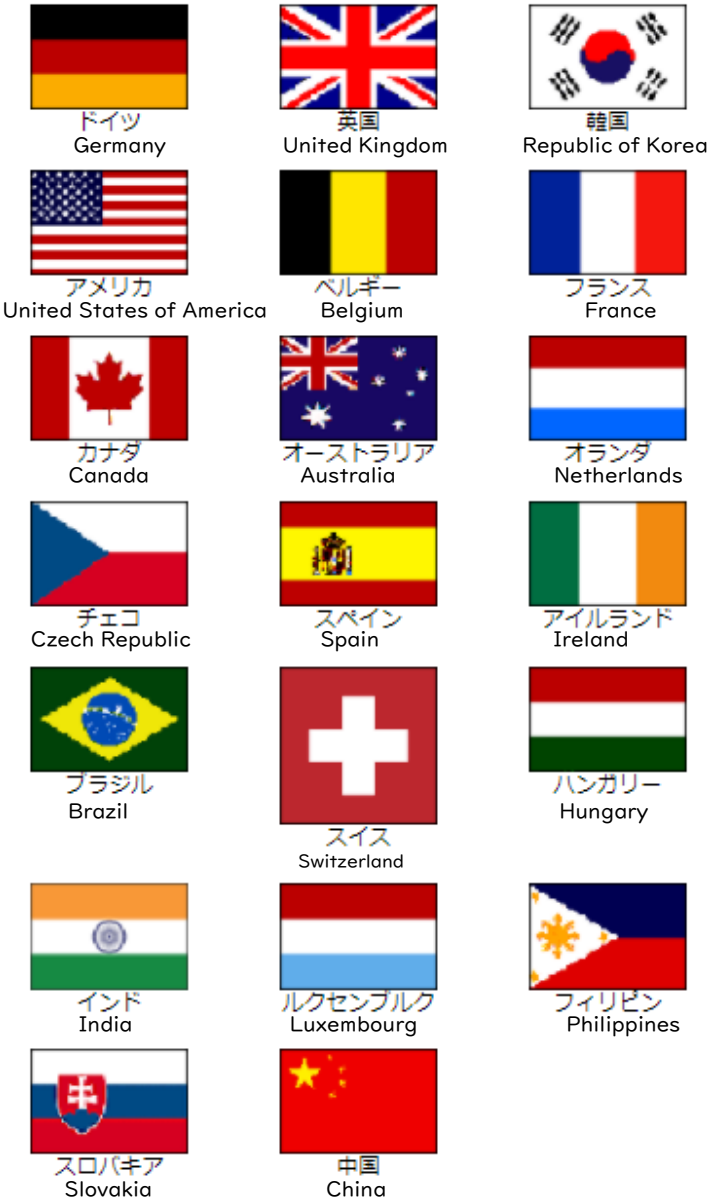 ドイツ
Germany
英国
United Kingdom
韓国
Republic of Korea
アメリカ
United States of America
ベルギー
Belgium
フランス
France
カナダ
Canada
オーストラリア
Australia
オランダ
Netherlands
チェコ
Czech Republic
スペイン
Spain
アイルランド
Ireland
ブラジル
Brazil
スイス
Switzerland
ハンガリー
Hungary
インド
India
ルクセンブルク
Luxembourg
フィリピン
Philippines
スロバキア
Slovakia
中国
China